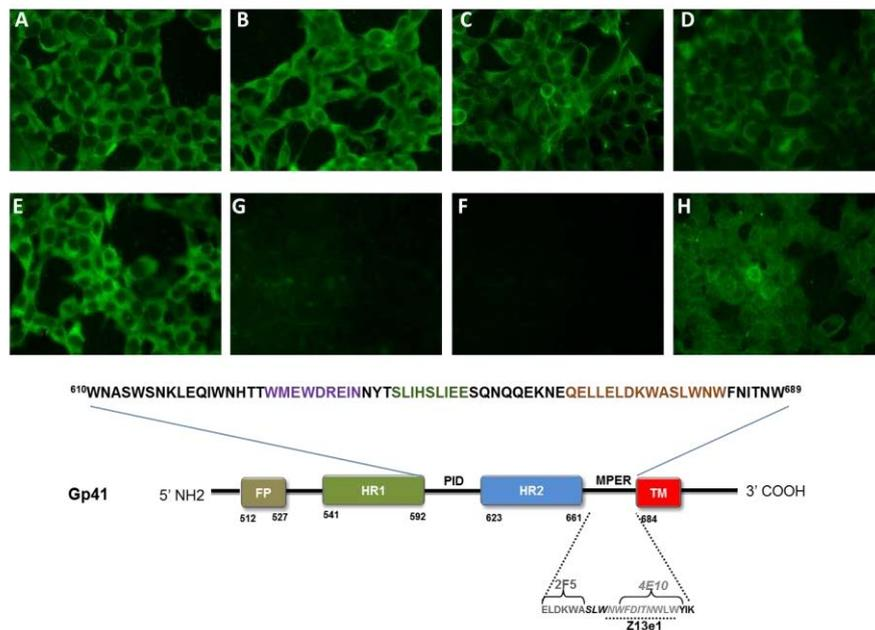 A B C D
E G F H
610WNASWSNKLEQIWNHTTWMEWDREINNYTSLIHSLIEESQNQQEKNEQELLELDKWASLWNWFNITNW689
Gp41 5’ NH2 FP HR1 PID HR2 MPER TM 3’ COOH
512 527 541 592 623 661 684
2F5 4E10
ELDKWASLWNWFDITNWLWYIK
Z13e1